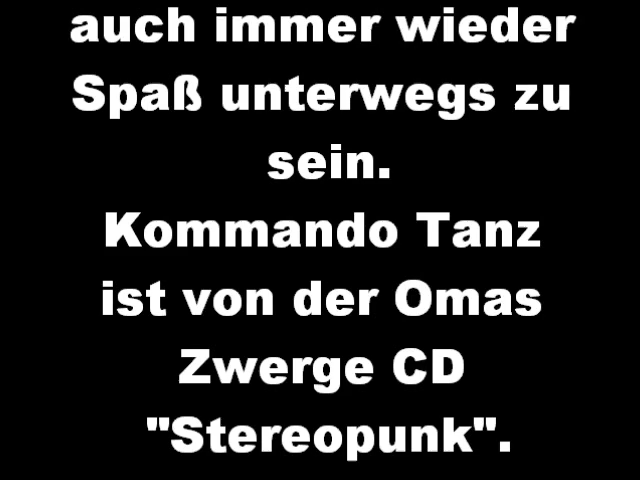 auch immer wieder
Spaß unterwegs zu
sein.
Kommando Tanz
ist von der Omas
Zwerge CD
"Stereopunk".